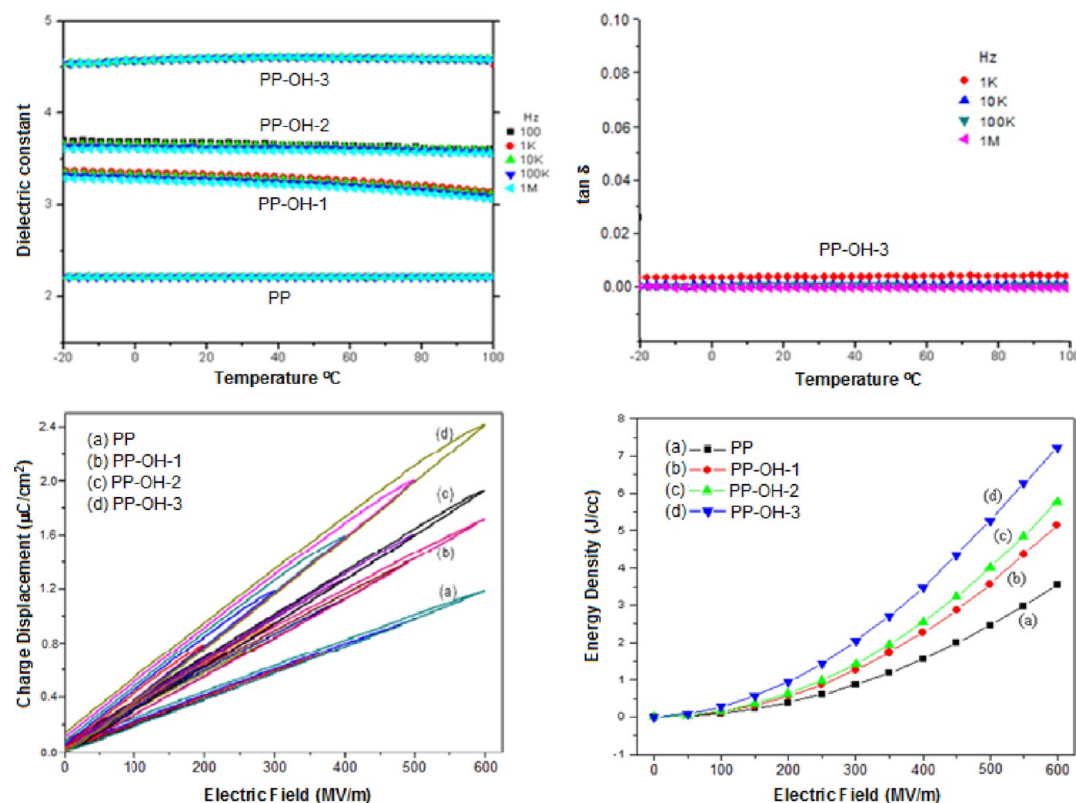 5
4
3
2
Dielectric constant
PP-OH-3
PP-OH-2
PP-OH-1
PP
Hz
100
1K
10K
100K
1M
-20 0 20 40 60 80 100
Temperature ºC
0.10
0.08
0.06
0.04
0.02
0.00
tan δ
Hz
1K
10K
100K
1M
PP-OH-3
-20 0 20 40 60 80 100
Temperature ºC
2.4
2.0
1.6
1.2
0.8
0.4
0.0
Charge Displacement (μC/cm²)
(a) PP
(b) PP-OH-1
(c) PP-OH-2
(d) PP-OH-3
(d)
(c)
(b)
(a)
0 100 200 300 400 500 600
Electric Field (MV/m)
8
7
6
5
4
3
2
1
0
-1
Energy Density (J/cc)
(a) PP
(b) PP-OH-1
(c) PP-OH-2
(d) PP-OH-3
(d)
(c)
(b)
(a)
0 100 200 300 400 500 600
Electric Field (MV/m)